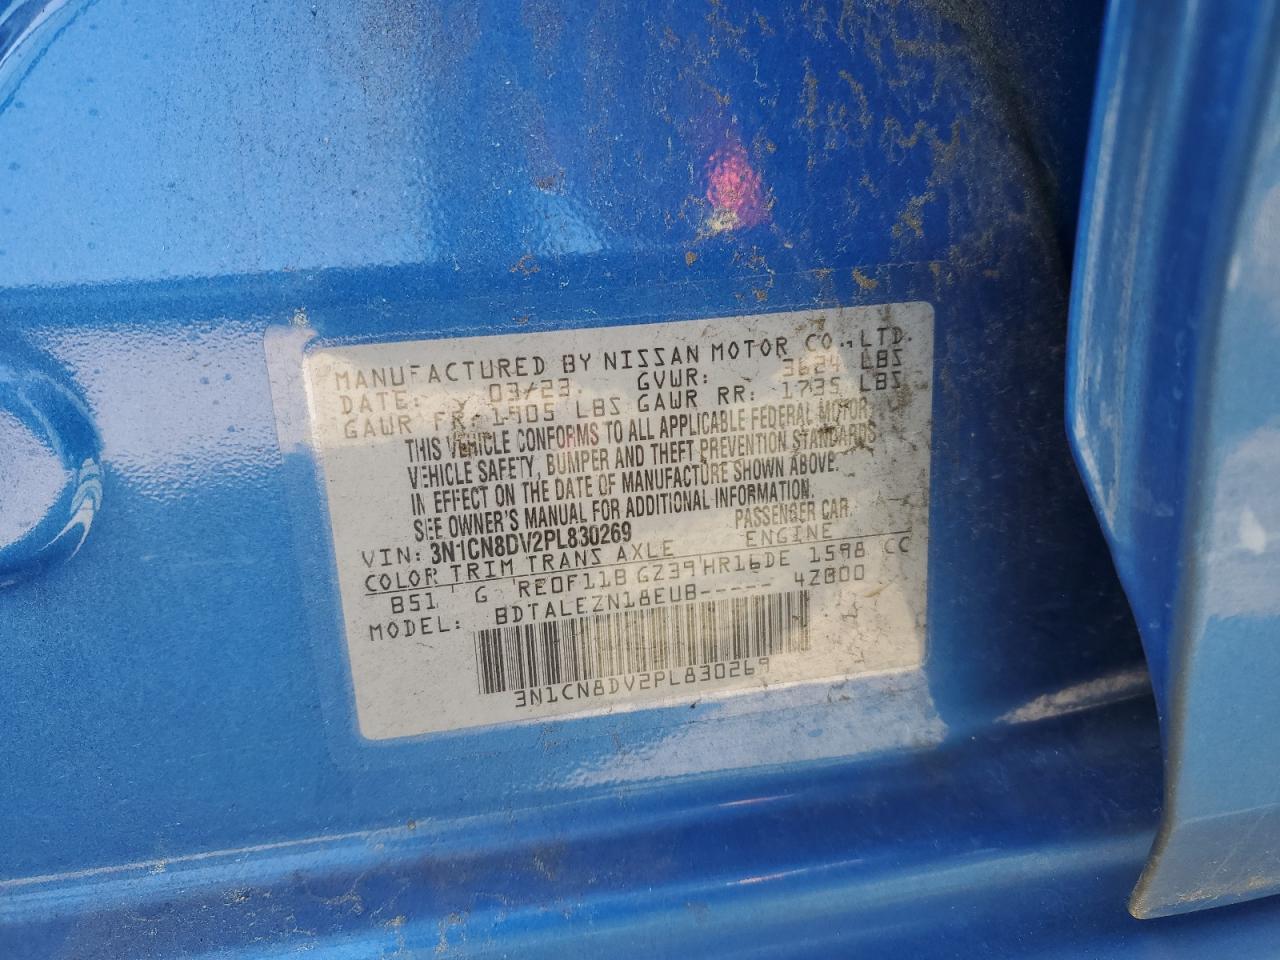 MANUFACTURED BY NISSAN MOTOR CO., LTD.
DATE: 03/23 GVWR: 3624 LBS
GAWR FR: 1905 LBS GAWR RR: 1735 LBS
THIS VEHICLE CONFORMS TO ALL APPLICABLE FEDERAL MOTOR
VEHICLE SAFETY, BUMPER AND THEFT PREVENTION STANDARDS
IN EFFECT ON THE DATE OF MANUFACTURE SHOWN ABOVE.
SEE OWNER'S MANUAL FOR ADDITIONAL INFORMATION.
VIN: 3N1CN8DV2PL830269 PASSENGER CAR
COLOR TRIM TRANS AXLE ENGINE
B51 G RE0F11B GZ39 HR16DE 1598 CC
MODEL: BDTALEZN18EUB----- 4Z800
3N1CN8DV2PL830269